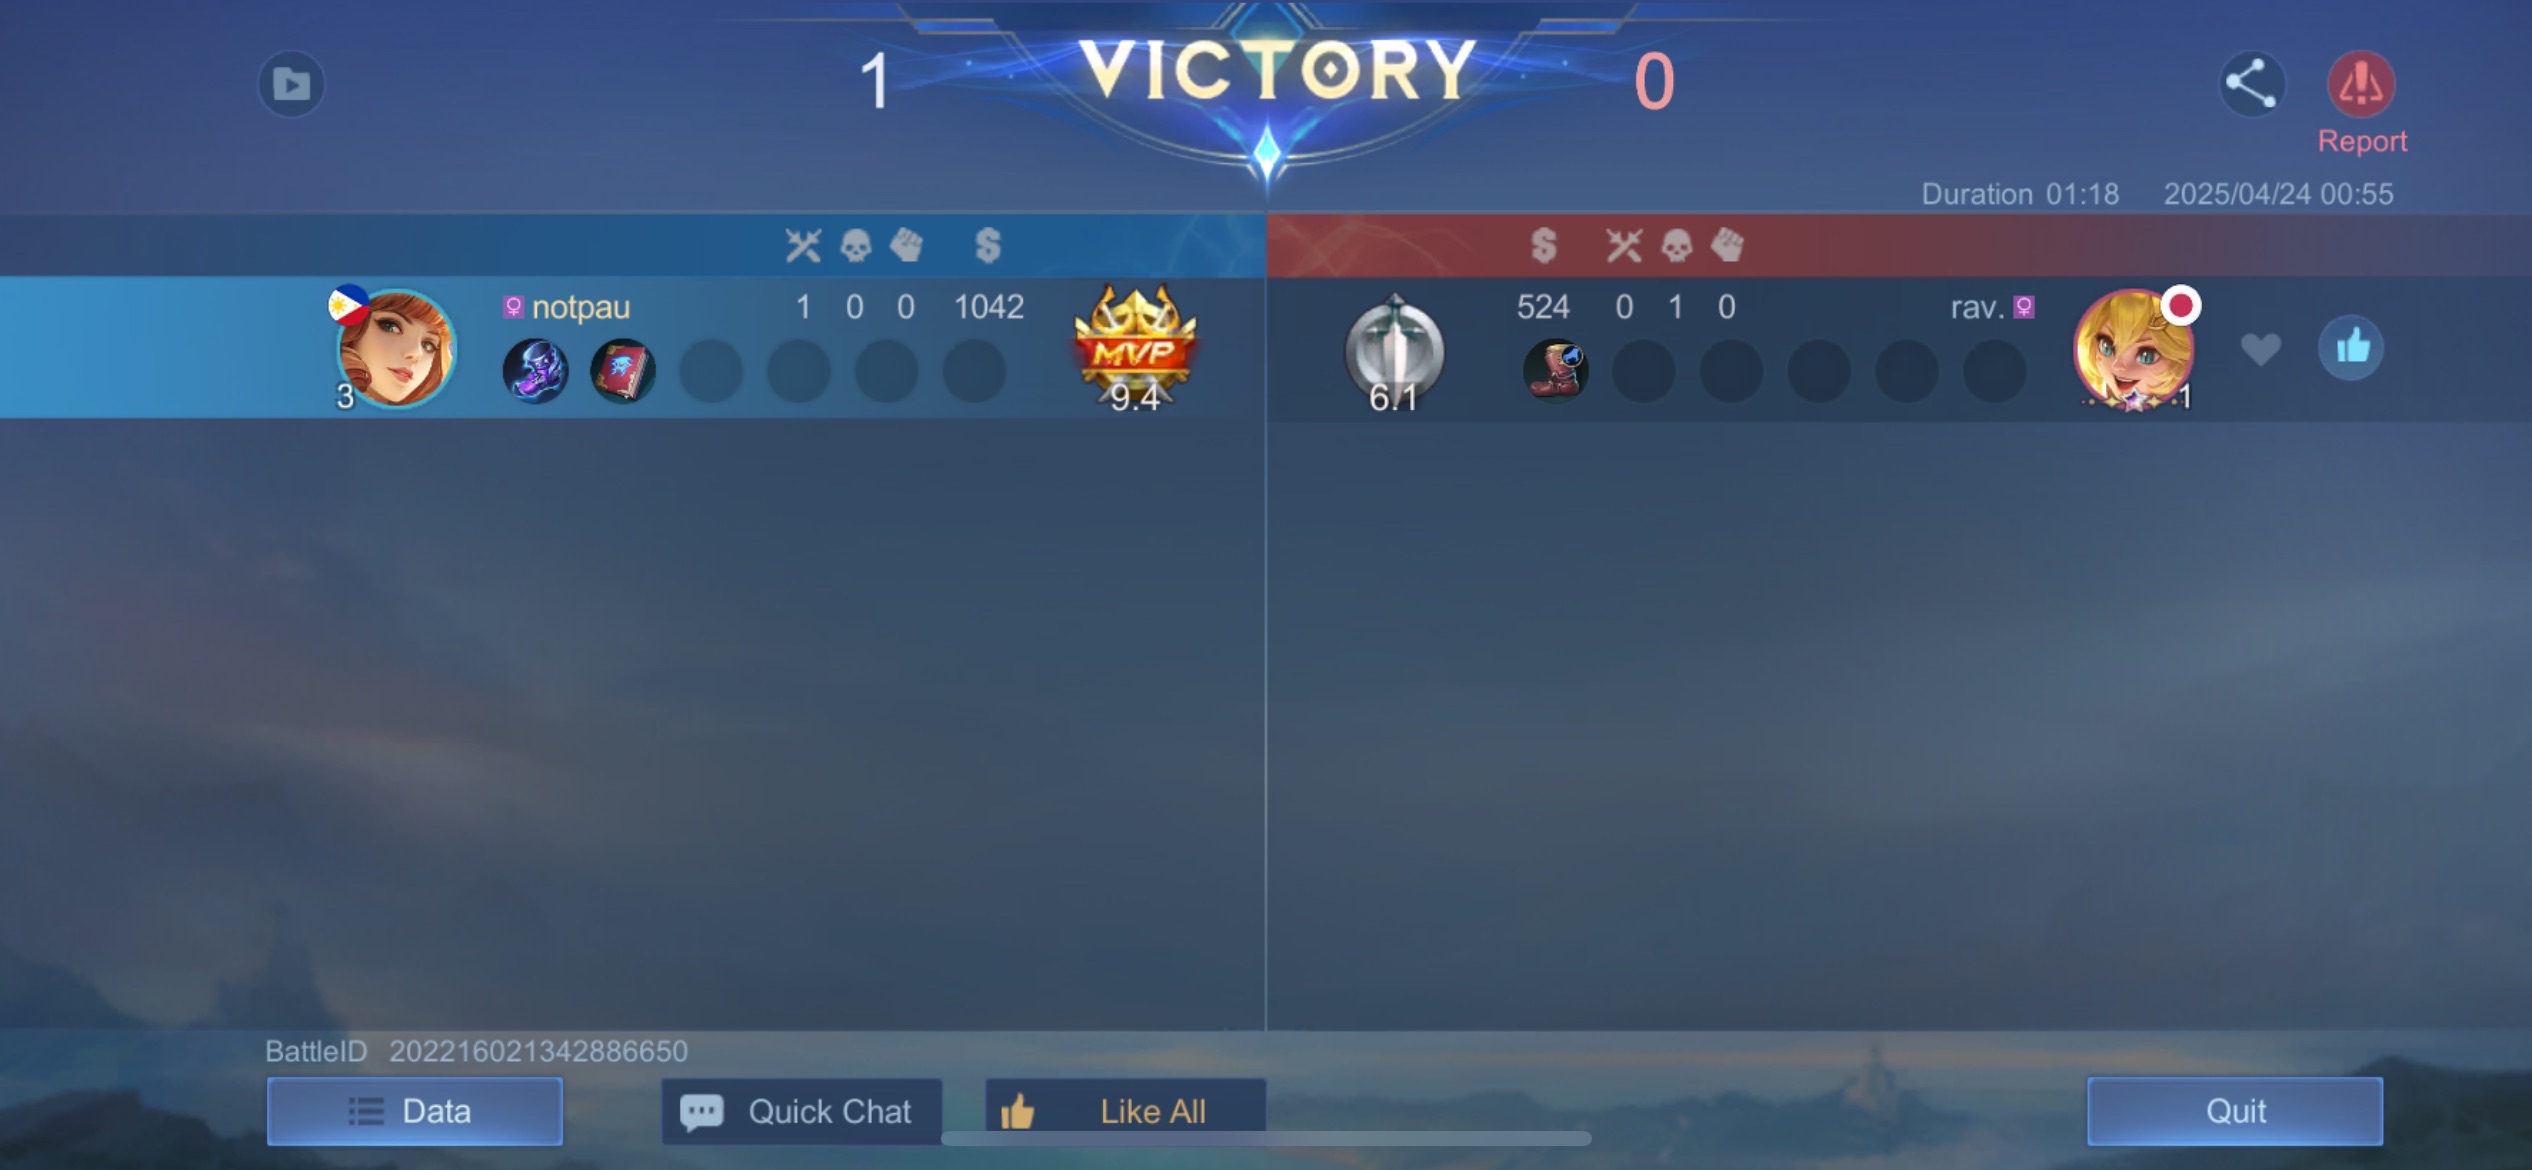 1 VICTORY 0
Report
Duration 01:18 2025/04/24 00:55
notpau 1 0 0 1042 MVP 9.4
3
524 0 1 0 rav.
6.1 1
BattleID 202216021342886650
Data Quick Chat Like All Quit